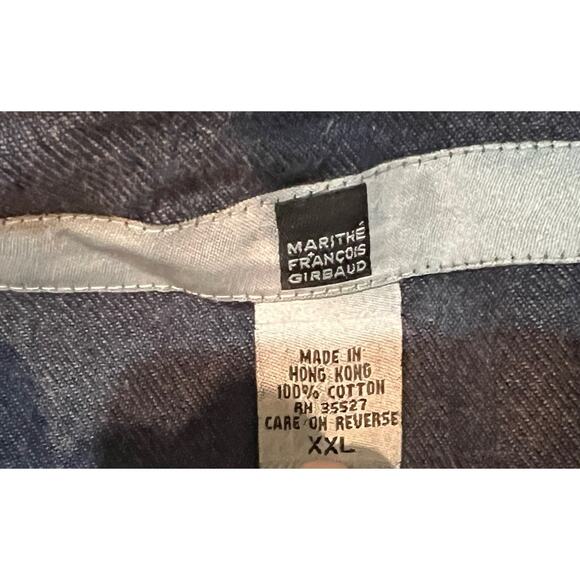 MARITHÉ
+
FRANÇOIS
GIRBAUD
MADE IN
HONG KONG
100% COTTON
RN 35527
CARE ON REVERSE
XXL